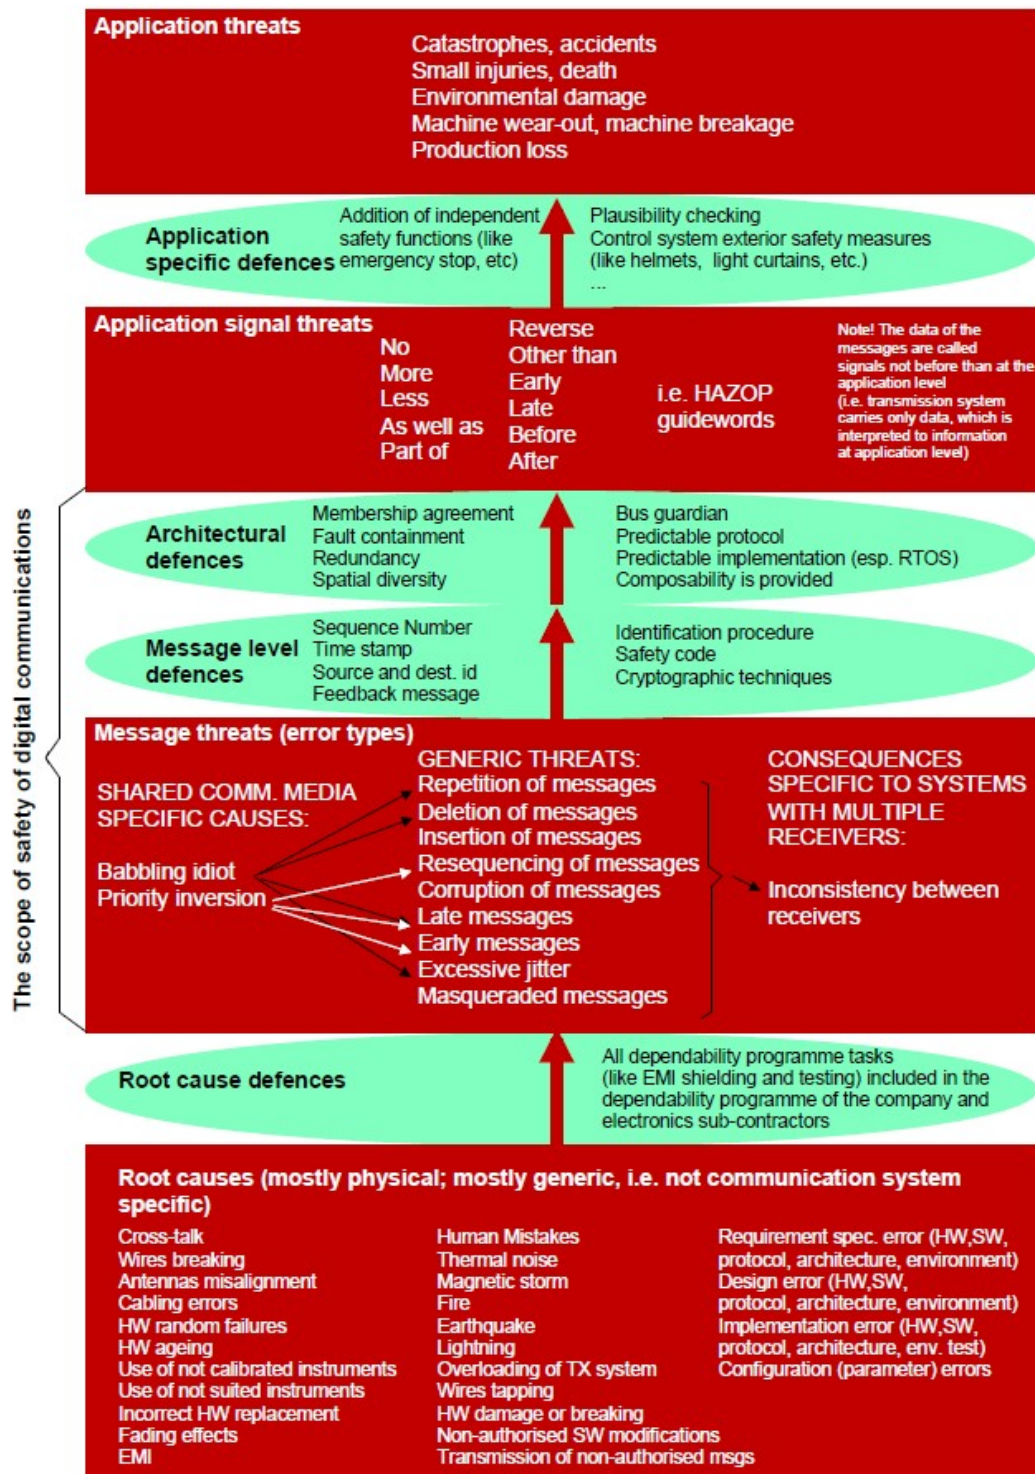 Application threats
Catastrophes, accidents
Small injuries, death
Environmental damage
Machine wear-out, machine breakage
Production loss
Application
specific defences
Addition of independent
safety functions (like
emergency stop, etc)
Plausibility checking
Control system exterior safety measures
(like helmets, light curtains, etc.)
...
Application signal threats
No
More
Less
As well as
Part of
Reverse
Other than
Early
Late
Before
After
i.e. HAZOP
guidewords
Note! The data of the
messages are called
signals not before than at the
application level
(i.e. transmission system
carries only data, which is
interpreted to information
at application level)
The scope of safety of digital communications
Architectural
defences
Membership agreement
Fault containment
Redundancy
Spatial diversity
Bus guardian
Predictable protocol
Predictable implementation (esp. RTOS)
Composability is provided
Message level
defences
Sequence Number
Time stamp
Source and dest. id
Feedback message
Identification procedure
Safety code
Cryptographic techniques
Message threats (error types)
SHARED COMM. MEDIA
SPECIFIC CAUSES:
Babbling idiot
Priority inversion
GENERIC THREATS:
Repetition of messages
Deletion of messages
Insertion of messages
Resequencing of messages
Corruption of messages
Late messages
Early messages
Excessive jitter
Masqueraded messages
CONSEQUENCES
SPECIFIC TO SYSTEMS
WITH MULTIPLE
RECEIVERS:
Inconsistency between
receivers
Root cause defences
All dependability programme tasks
(like EMI shielding and testing) included in the
dependability programme of the company and
electronics sub-contractors
Root causes (mostly physical; mostly generic, i.e. not communication system
specific)
Cross-talk
Wires breaking
Antennas misalignment
Cabling errors
HW random failures
HW ageing
Use of not calibrated instruments
Use of not suited instruments
Incorrect HW replacement
Fading effects
EMI
Human Mistakes
Thermal noise
Magnetic storm
Fire
Earthquake
Lightning
Overloading of TX system
Wires tapping
HW damage or breaking
Non-authorised SW modifications
Transmission of non-authorised msgs
Requirement spec. error (HW,SW,
protocol, architecture, environment)
Design error (HW,SW,
protocol, architecture, environment)
Implementation error (HW,SW,
protocol, architecture, env. test)
Configuration (parameter) errors